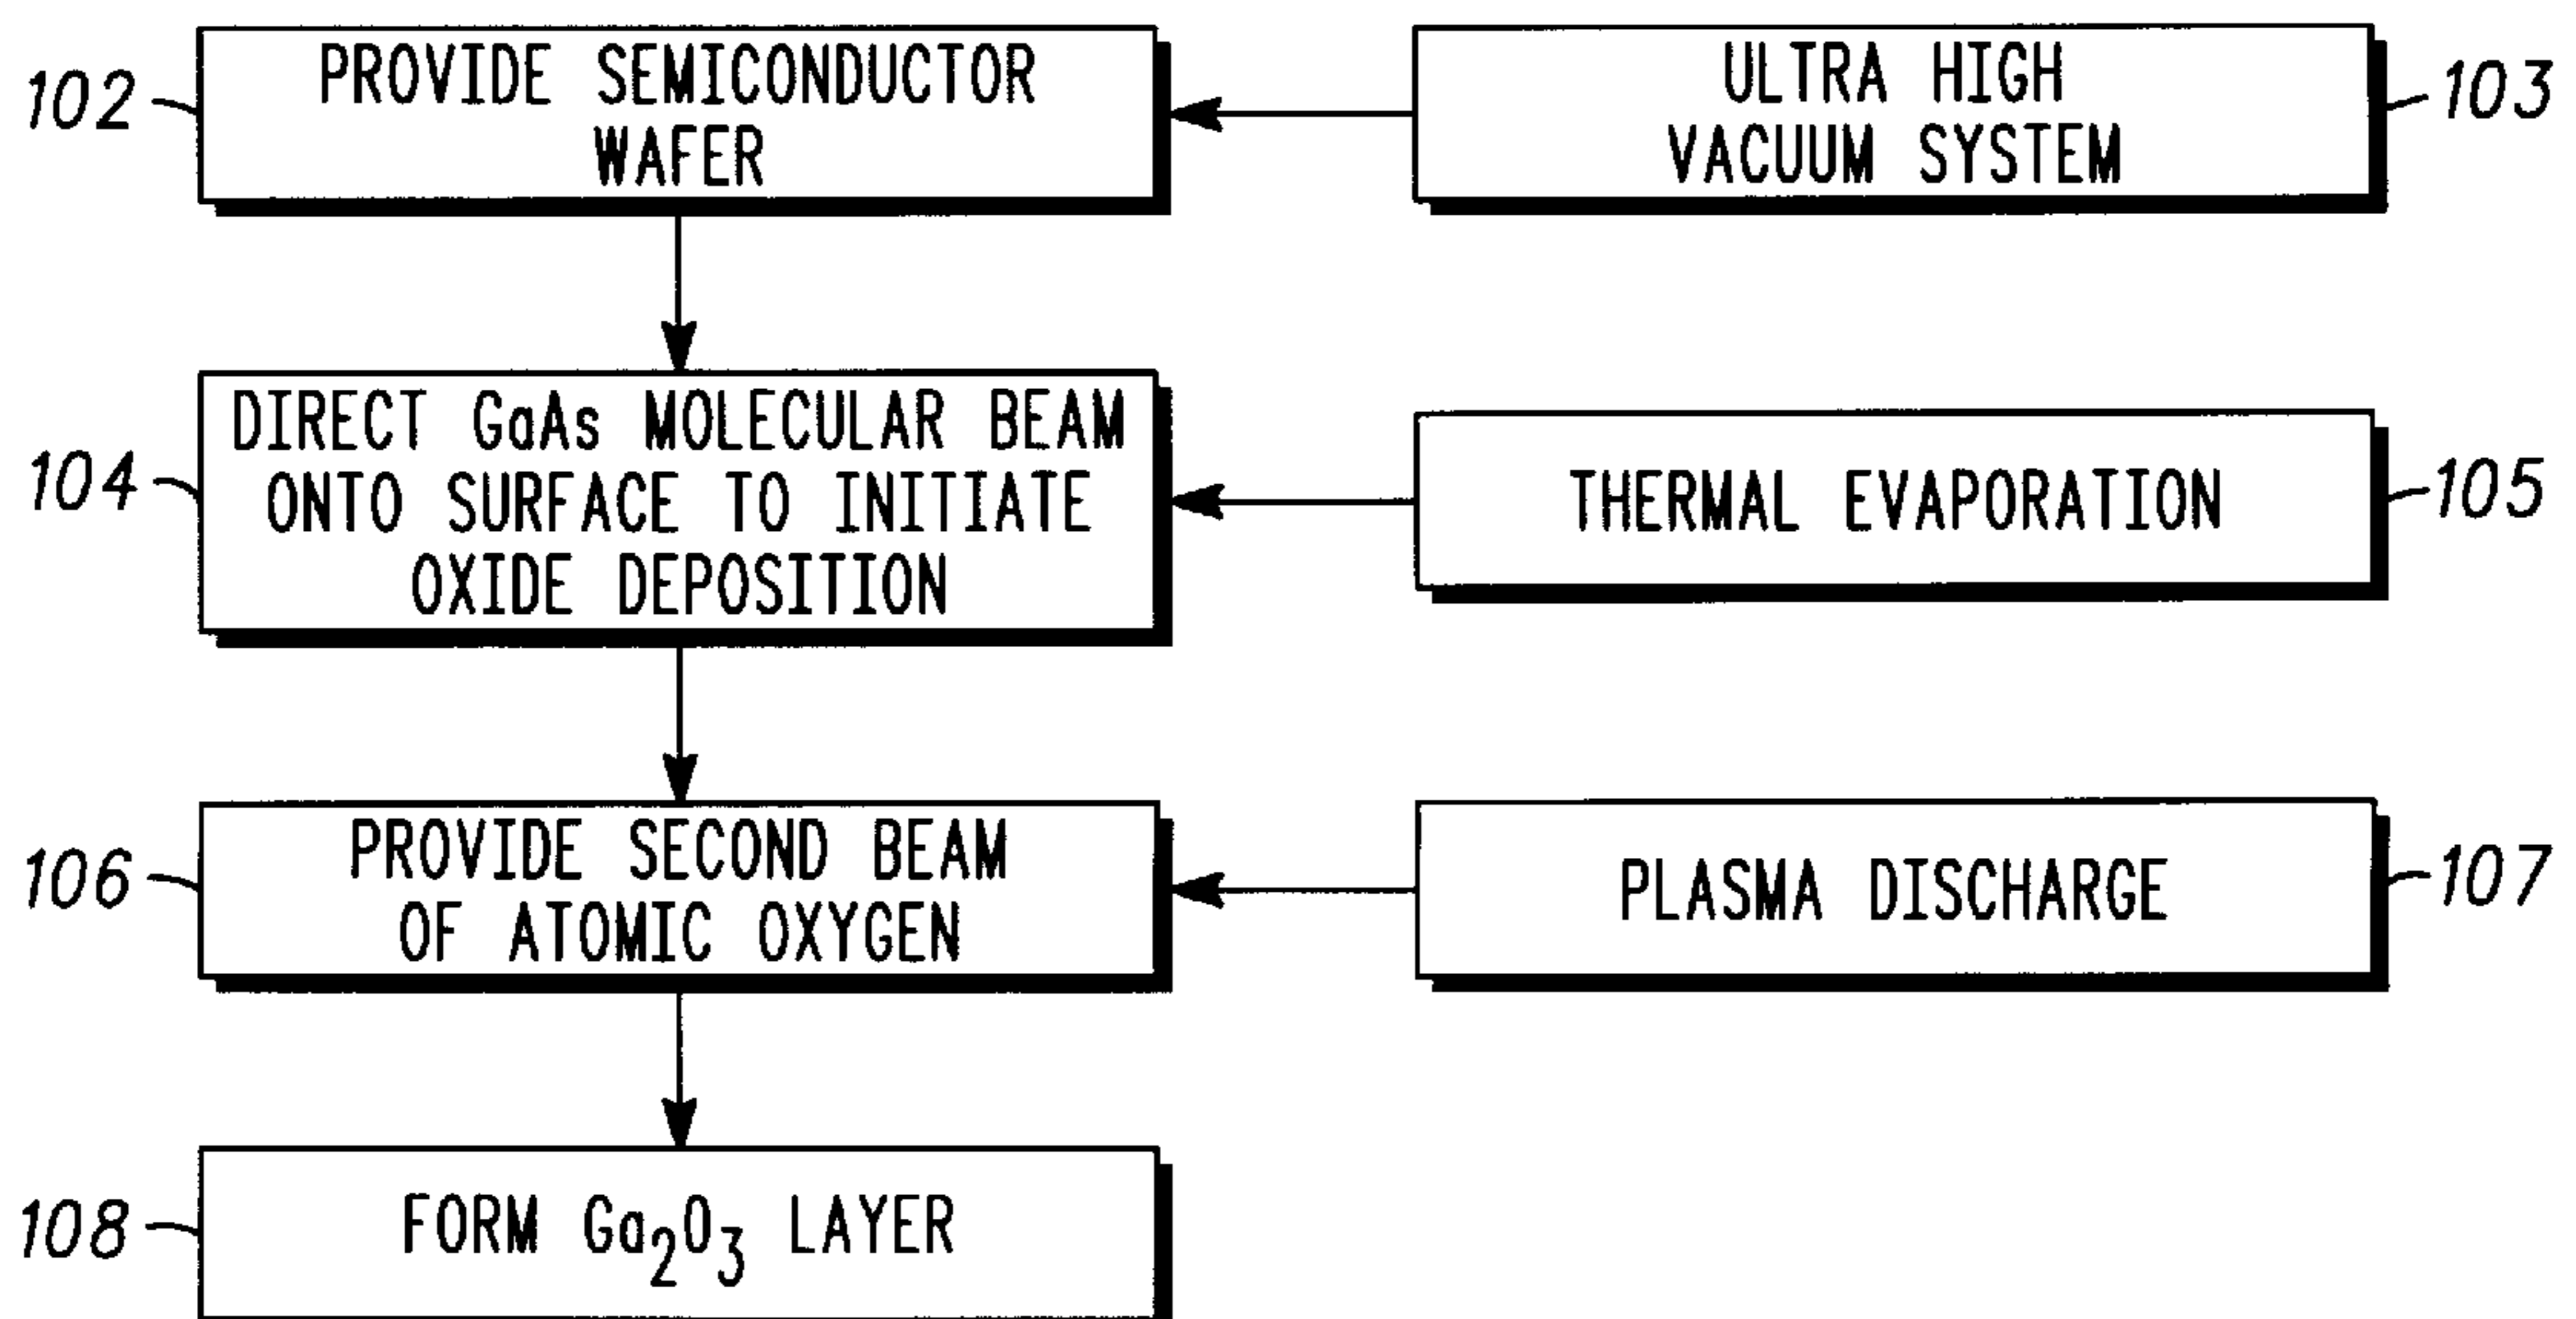 102
PROVIDE SEMICONDUCTOR
WAFER
ULTRA HIGH
VACUUM SYSTEM
103
104
DIRECT GaAs MOLECULAR BEAM
ONTO SURFACE TO INITIATE
OXIDE DEPOSITION
THERMAL EVAPORATION
105
106
PROVIDE SECOND BEAM
OF ATOMIC OXYGEN
PLASMA DISCHARGE
107
108
FORM Ga₂O₃ LAYER